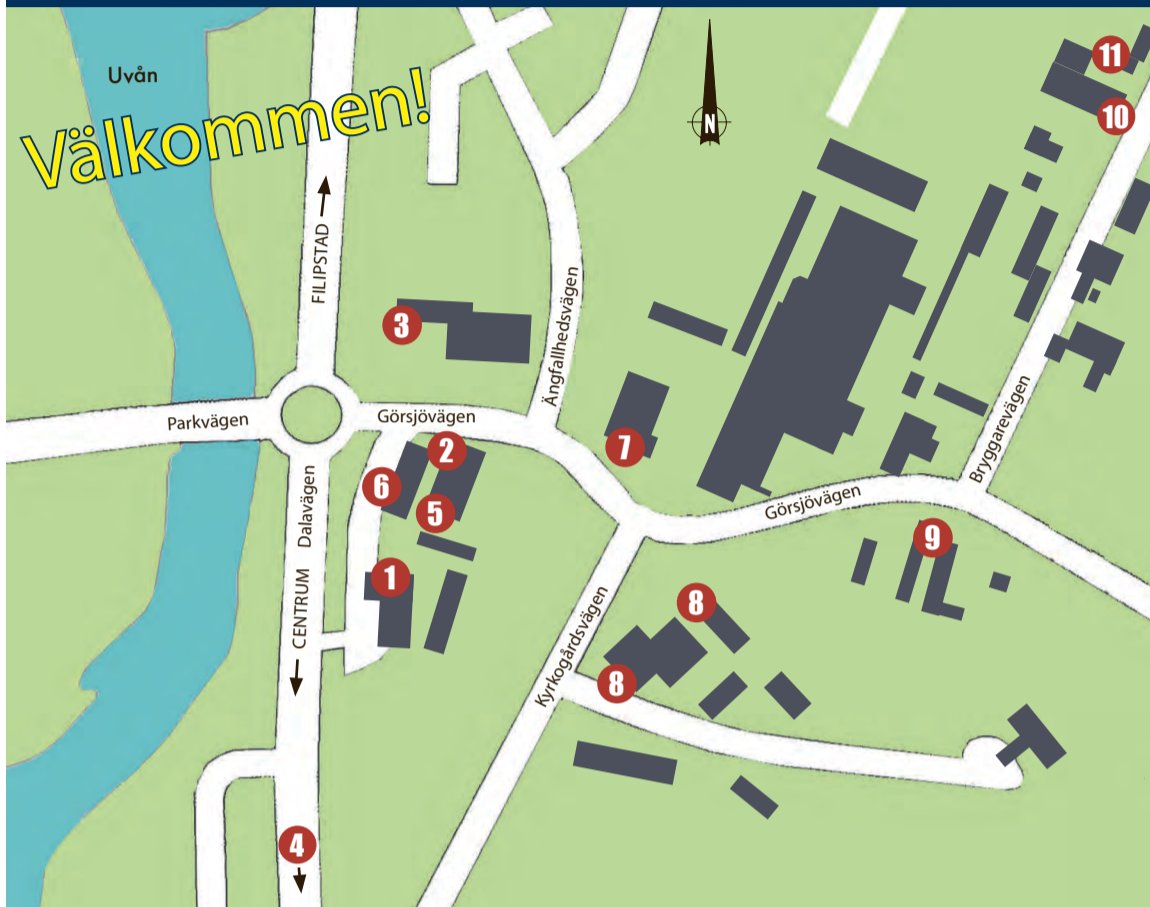 Uvån
Välkommen!
N
11
10
FILIPSTAD
3
Ängfallhedsvägen
Parkvägen
Görsjövägen
2
7
6
5
Bryggarevägen
Görsjövägen
Dalavägen
CENTRUM
9
1
8
Kyrkogårdsvägen
8
4